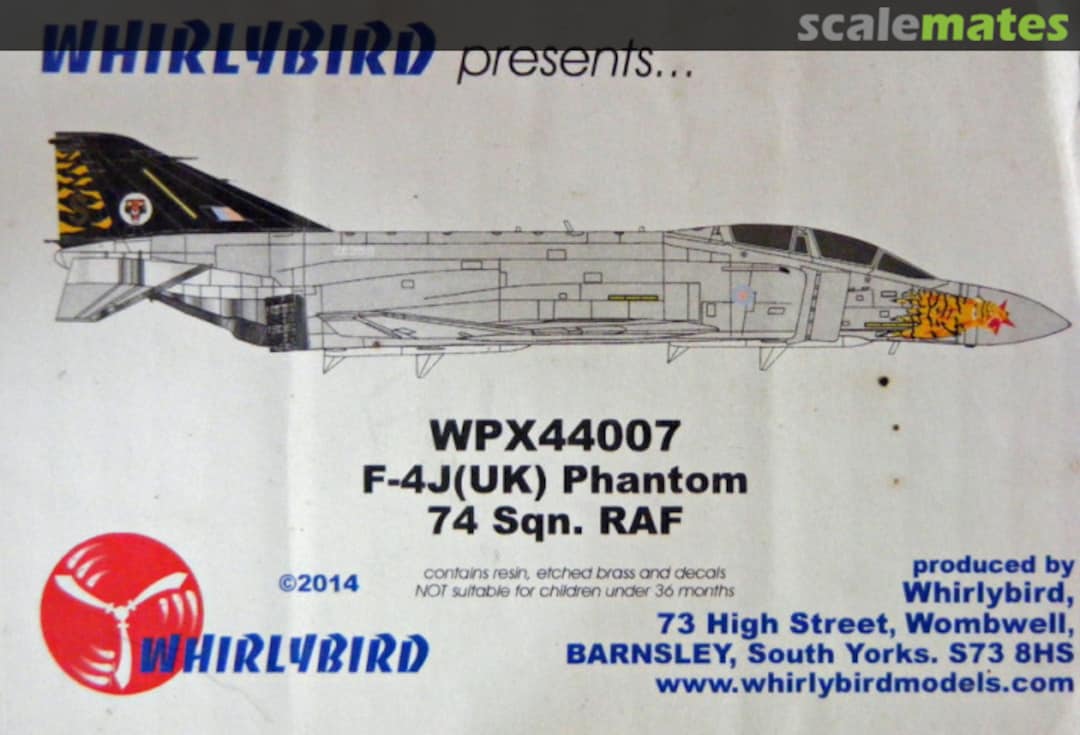 scalemates
WHIRLYBIRD presents...
WPX44007
F-4J(UK) Phantom
74 Sqn. RAF
©2014
contains resin, etched brass and decals
NOT suitable for children under 36 months
WHIRLYBIRD
produced by
Whirlybird,
73 High Street, Wombwell,
BARNSLEY, South Yorks. S73 8HS
www.whirlybirdmodels.com